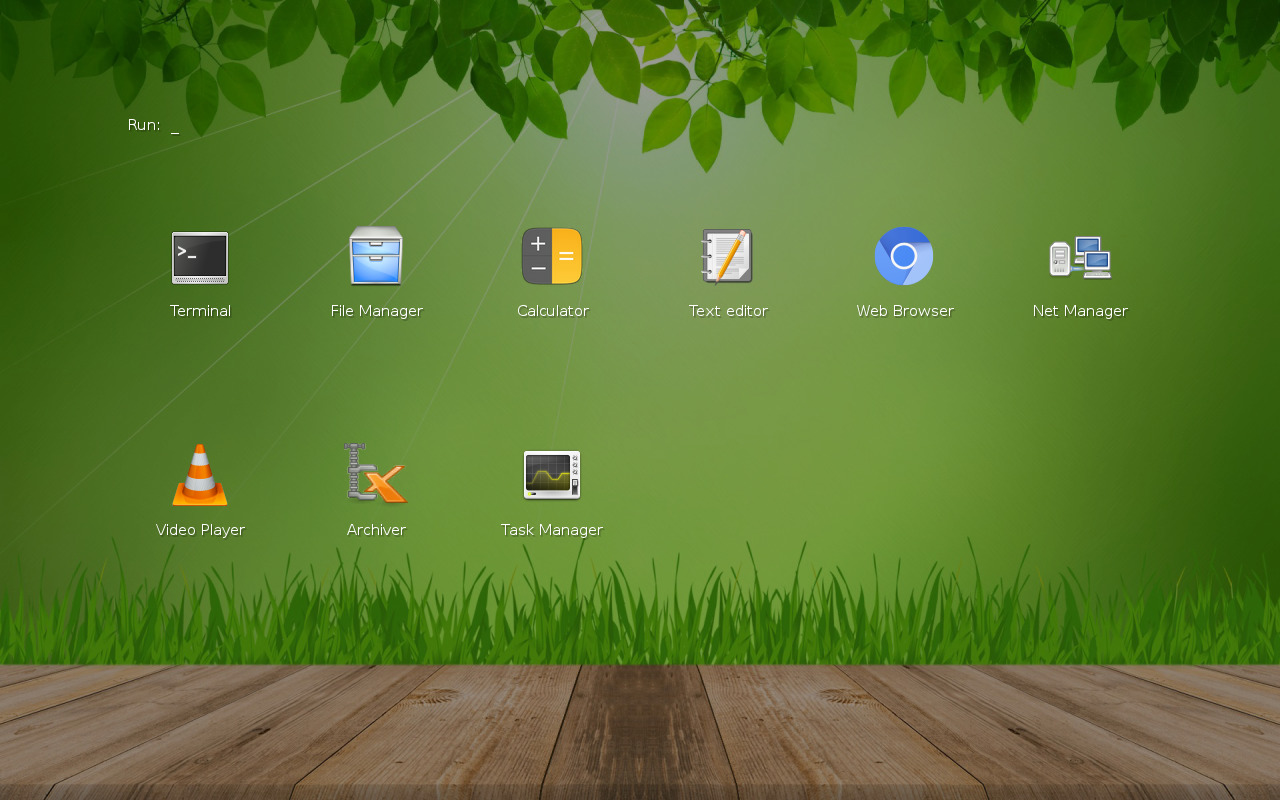 Run: _
Terminal
File Manager
Calculator
Text editor
Web Browser
Net Manager
Video Player
Archiver
Task Manager